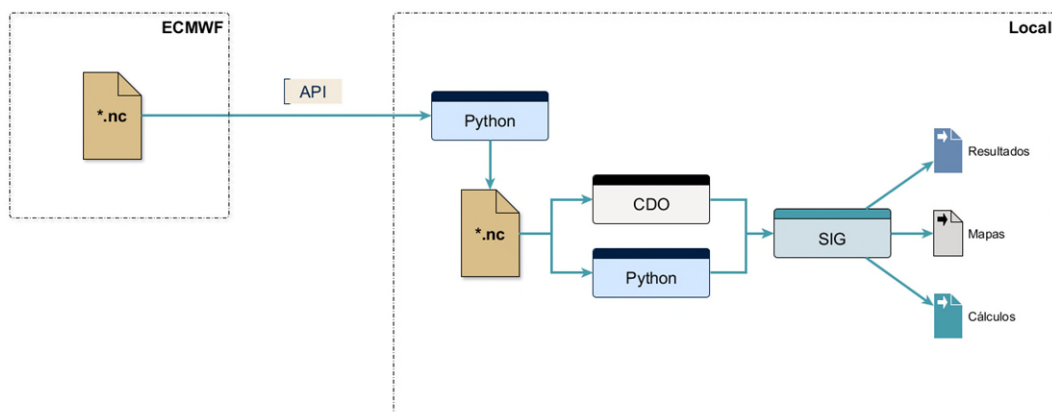 ECMWF
Local
*.nc
API
Python
*.nc
CDO
Python
SIG
Resultados
Mapas
Cálculos